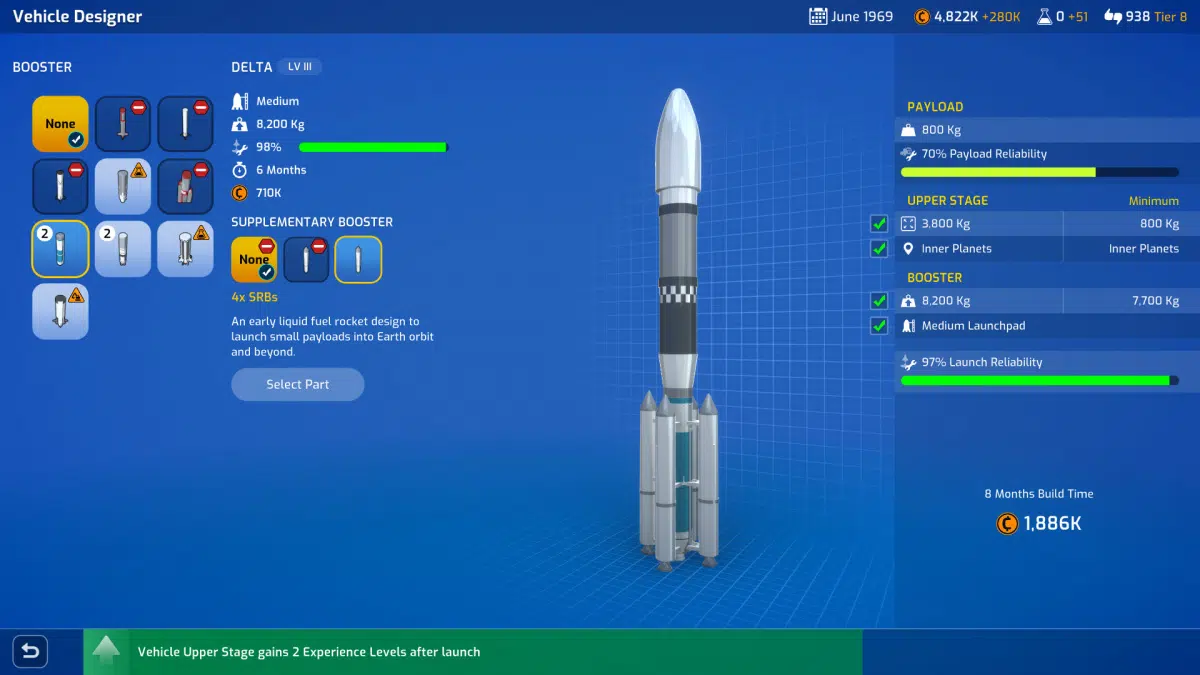 Vehicle Designer
June 1969
4,822K +280K
0 +51
938 Tier 8
BOOSTER
None
2
2
DELTA LV III
Medium
8,200 Kg
98%
6 Months
710K
SUPPLEMENTARY BOOSTER
None
4x SRBs
An early liquid fuel rocket design to
launch small payloads into Earth orbit
and beyond.
Select Part
PAYLOAD
800 Kg
70% Payload Reliability
UPPER STAGE Minimum
3,800 Kg 800 Kg
Inner Planets Inner Planets
BOOSTER
8,200 Kg 7,700 Kg
Medium Launchpad
97% Launch Reliability
8 Months Build Time
1,886K
Vehicle Upper Stage gains 2 Experience Levels after launch